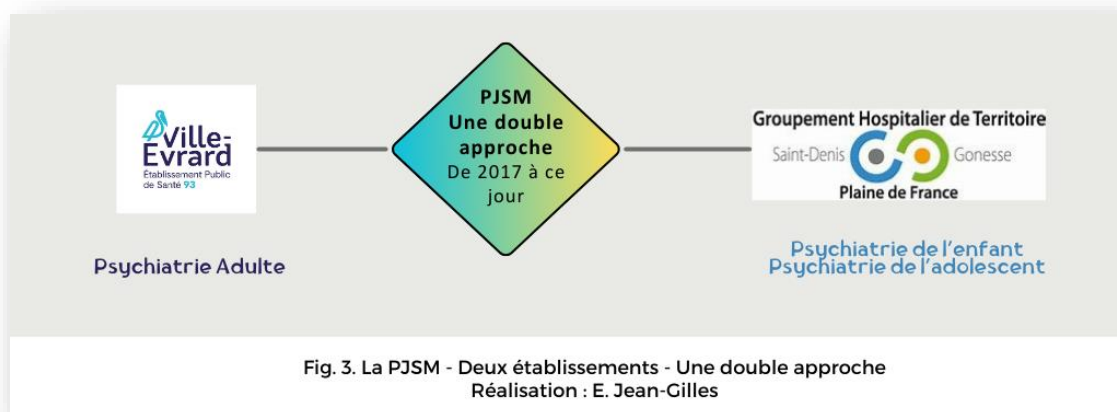 Ville-
Evrard
Établissement Public
de Santé 93
Psychiatrie Adulte
PJSM
Une double
approche
De 2017 à ce
jour
Groupement Hospitalier de Territoire
Saint-Denis Gonesse
Plaine de France
Psychiatrie de l'enfant
Psychiatrie de l'adolescent
Fig. 3. La PJSM - Deux établissements - Une double approche
Réalisation : E. Jean-Gilles